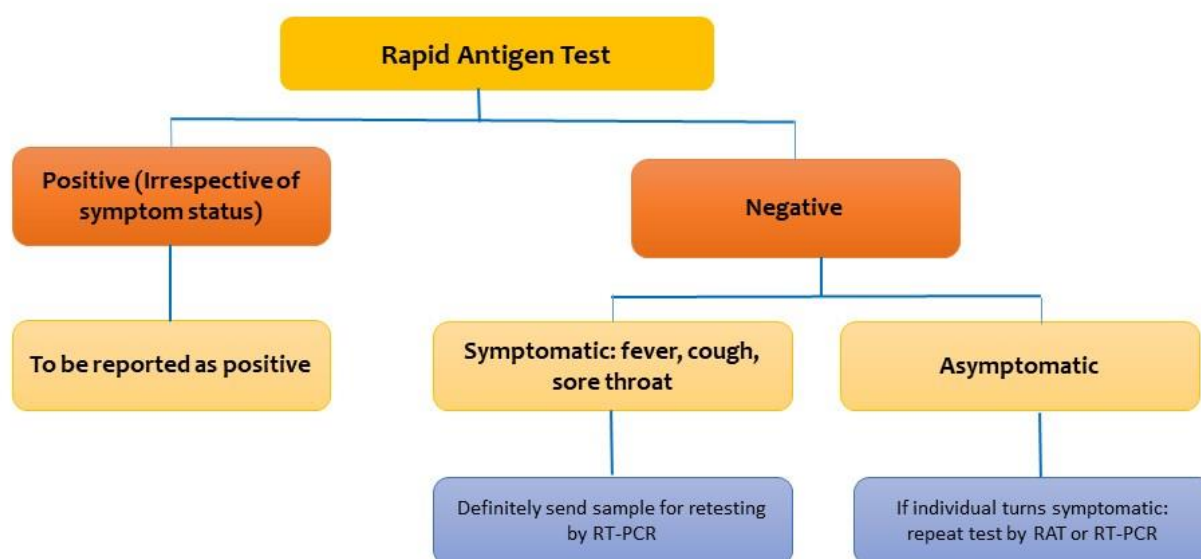 Rapid Antigen Test
Positive (Irrespective of
symptom status)
Negative
To be reported as positive
Symptomatic: fever, cough,
sore throat
Asymptomatic
Definitely send sample for retesting
by RT-PCR
If individual turns symptomatic:
repeat test by RAT or RT-PCR